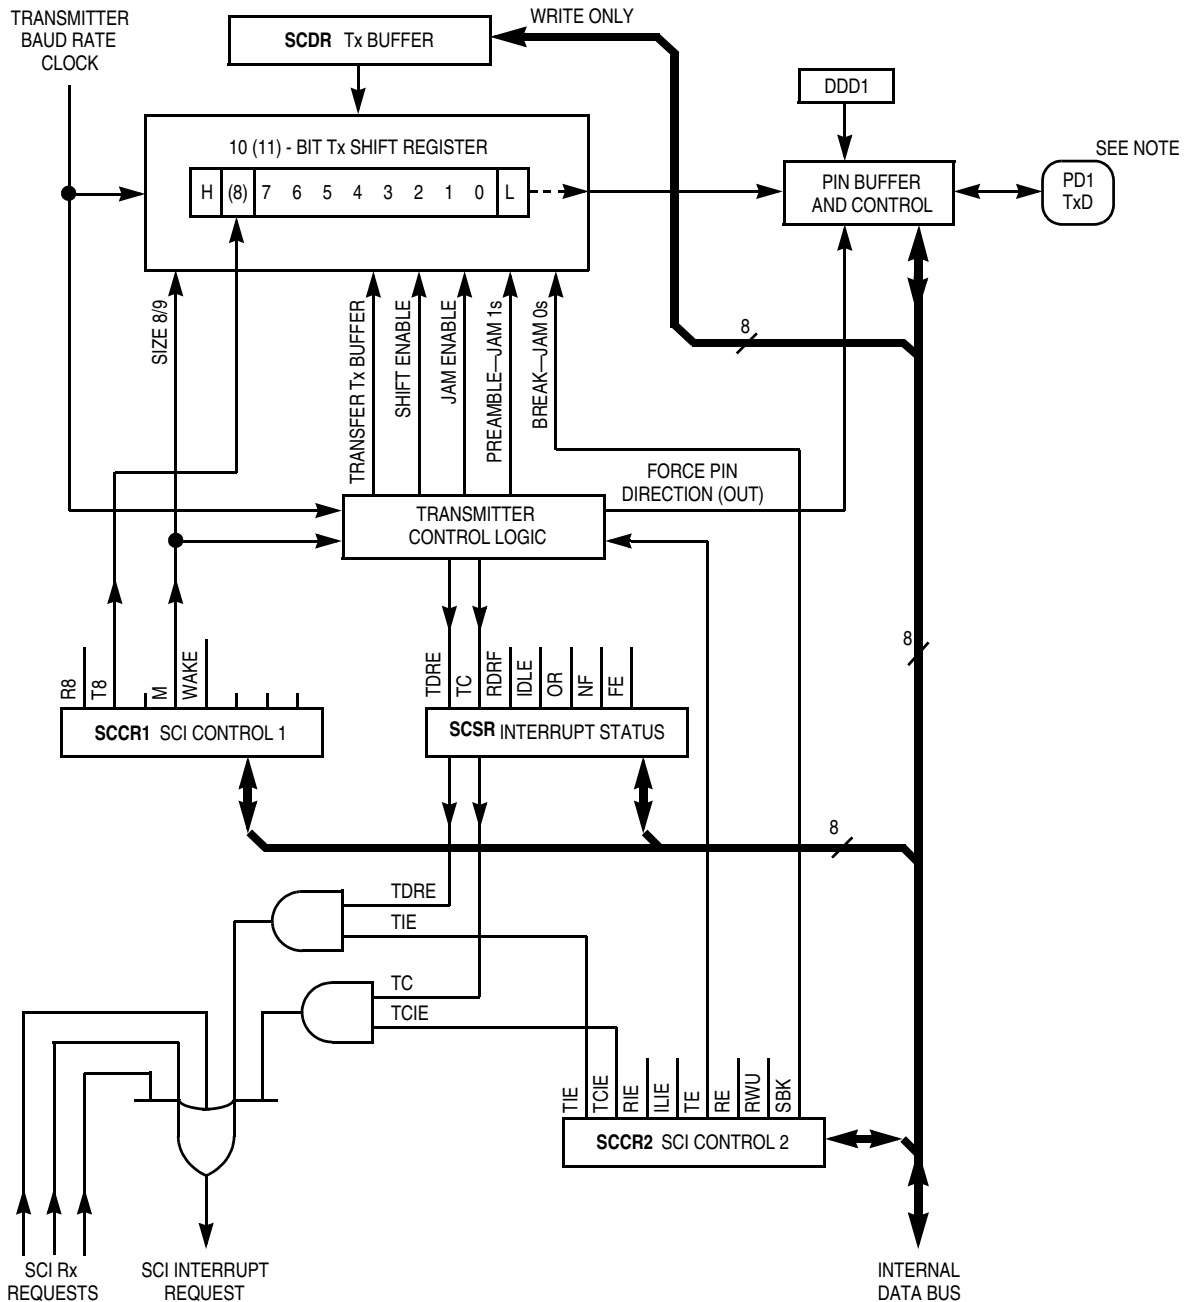 TRANSMITTER
BAUD RATE
CLOCK
SCDR Tx BUFFER
WRITE ONLY
DDD1
10 (11) - BIT Tx SHIFT REGISTER
H (8) 7 6 5 4 3 2 1 0 L
PIN BUFFER
AND CONTROL
SEE NOTE
PD1
TxD
SIZE 8/9
TRANSFER Tx BUFFER
SHIFT ENABLE
JAM ENABLE
PREAMBLE—JAM 1s
BREAK—JAM 0s
8
FORCE PIN
DIRECTION (OUT)
TRANSMITTER
CONTROL LOGIC
8
R8
T8
M
WAKE
TDRE
TC
RDRF
IDLE
OR
NF
FE
SCCR1 SCI CONTROL 1
SCSR INTERRUPT STATUS
8
TDRE
TIE
TC
TCIE
TIE
TCIE
RIE
ILIE
TE
RE
RWU
SBK
SCCR2 SCI CONTROL 2
SCI Rx
REQUESTS
SCI INTERRUPT
REQUEST
INTERNAL
DATA BUS